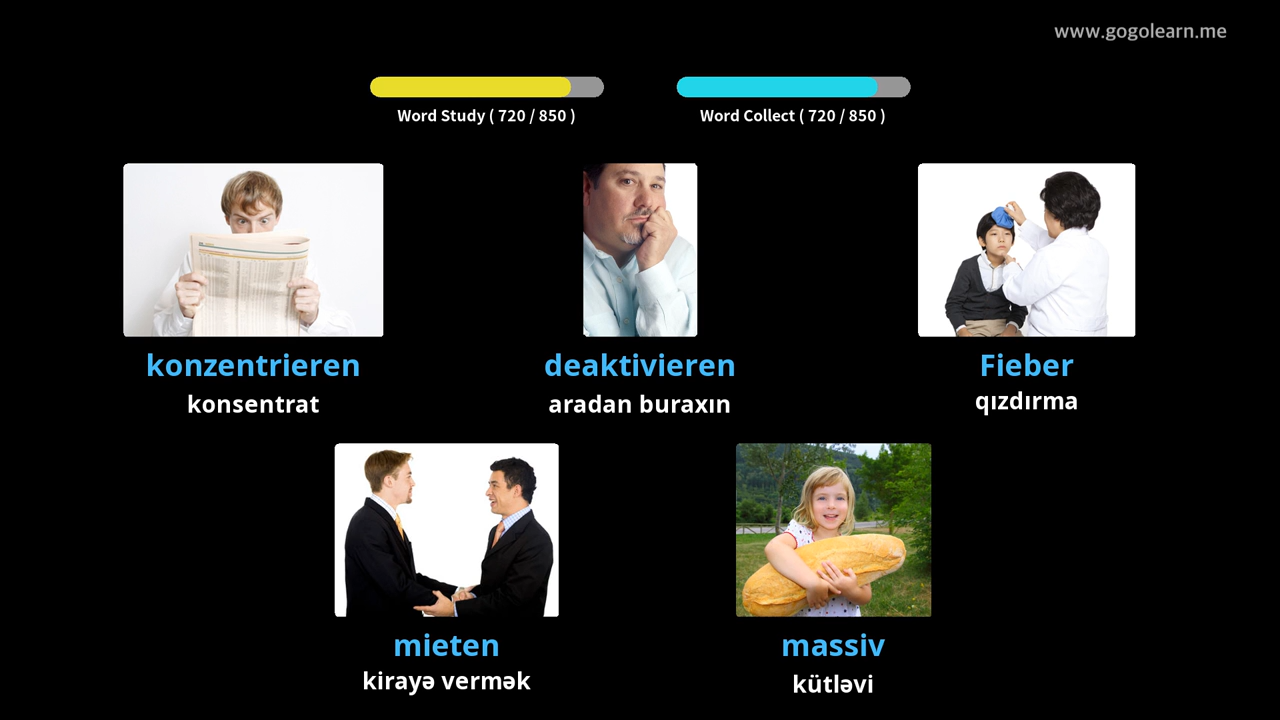 www.gogolearn.me
Word Study ( 720 / 850 )
Word Collect ( 720 / 850 )
konzentrieren
konsentrat
deaktivieren
aradan buraxın
Fieber
qızdırma
mieten
kirayə vermək
massiv
kütləvi